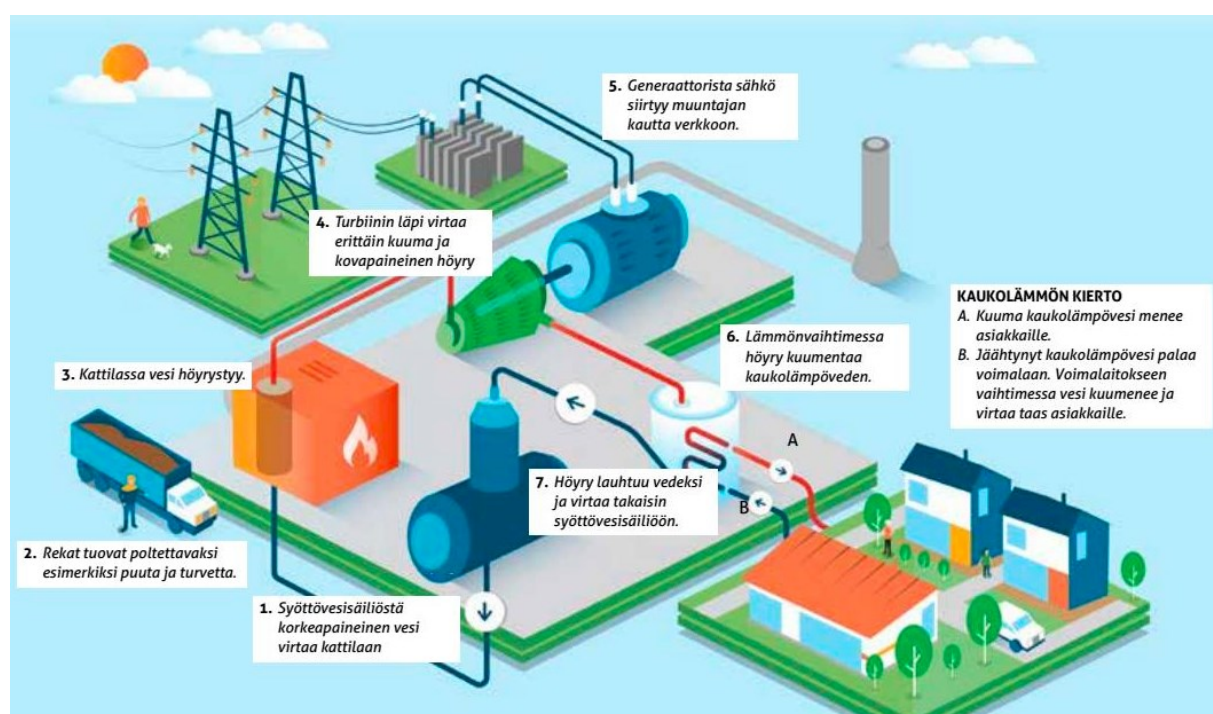 1. Syöttövesisäiliöstä
korkeapaineinen vesi
virtaa kattilaan
2. Rekat tuovat poltettavaksi
esimerkiksi puuta ja turvetta.
3. Kattilassa vesi höyrystyy.
4. Turbiinin läpi virtaa
erittäin kuuma ja
kovapaineinen höyry
5. Generaattorista sähkö
siirtyy muuntajan
kautta verkkoon.
6. Lämmönvaihtimessa
höyry kuumentaa
kaukolämpöveden.
7. Höyry lauhtuu vedeksi
ja virtaa takaisin
syöttövesisäiliöön.
A
B
KAUKOLÄMMÖN KIERTO
A. Kuuma kaukolämpövesi menee
asiakkaille.
B. Jäähtynyt kaukolämpövesi palaa
voimalaan. Voimalaitokseen
vaihtimessa vesi kuumenee ja
virtaa taas asiakkaille.